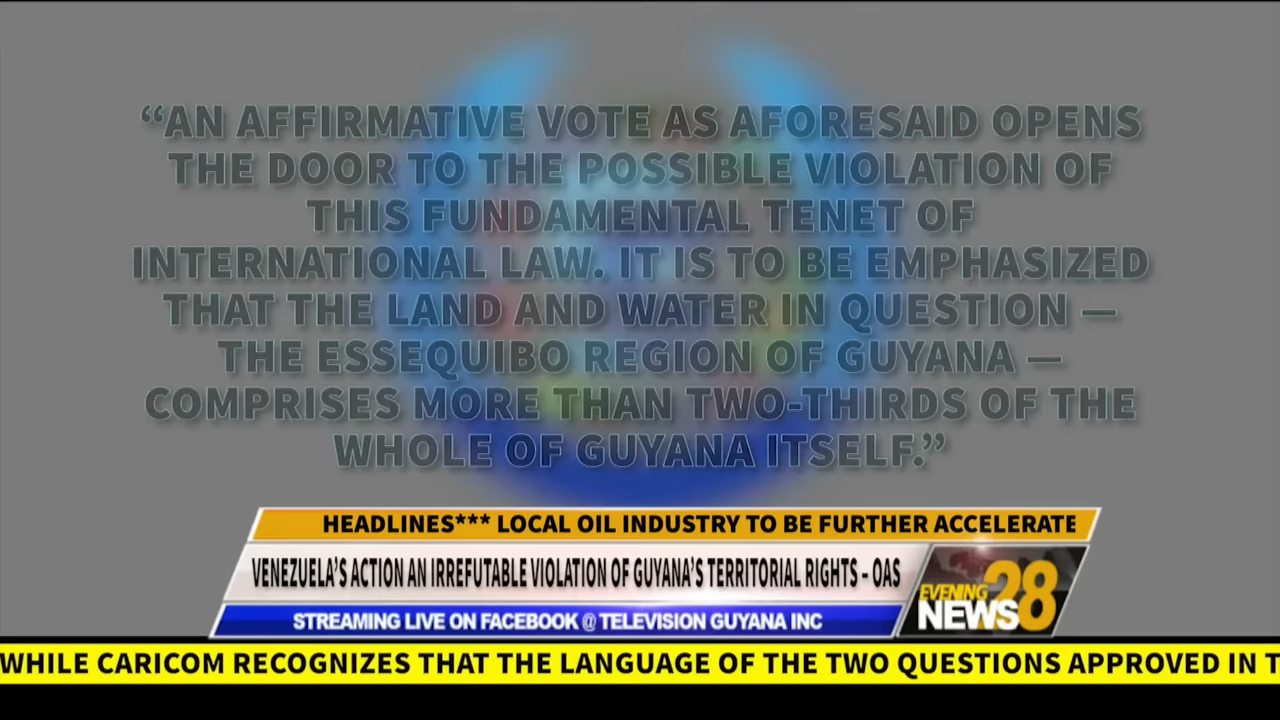 “AN AFFIRMATIVE VOTE AS AFORESAID OPENS
THE DOOR TO THE POSSIBLE VIOLATION OF
THIS FUNDAMENTAL TENET OF
INTERNATIONAL LAW. IT IS TO BE EMPHASIZED
THAT THE LAND AND WATER IN QUESTION —
THE ESSEQUIBO REGION OF GUYANA —
COMPRISES MORE THAN TWO-THIRDS OF THE
WHOLE OF GUYANA ITSELF.”
HEADLINES*** LOCAL OIL INDUSTRY TO BE FURTHER ACCELERATE
VENEZUELA'S ACTION AN IRREFUTABLE VIOLATION OF GUYANA'S TERRITORIAL RIGHTS - OAS
STREAMING LIVE ON FACEBOOK @ TELEVISION GUYANA INC
EVENING
NEWS 28
WHILE CARICOM RECOGNIZES THAT THE LANGUAGE OF THE TWO QUESTIONS APPROVED IN T